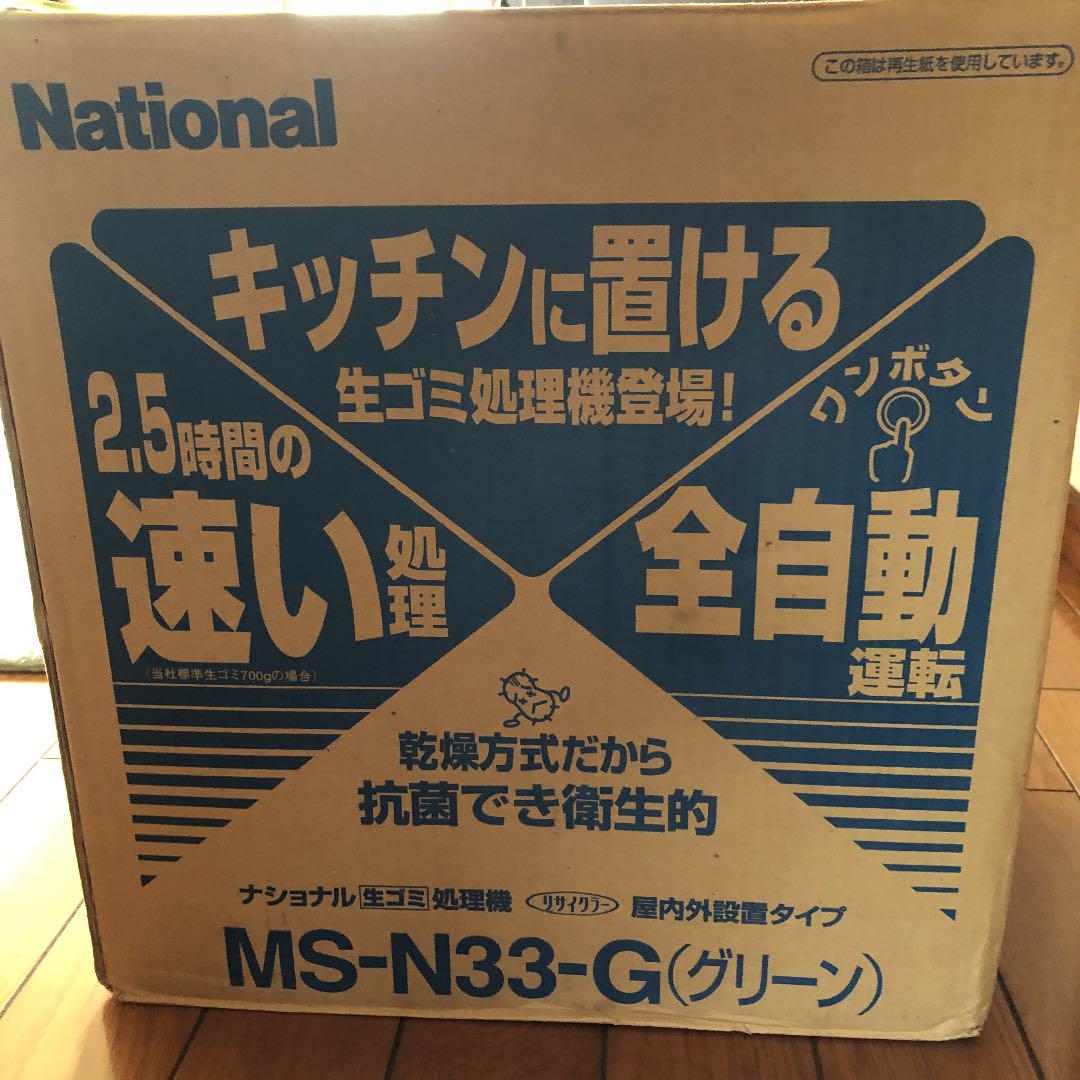 National
この箱は再生紙を使用しています。
キッチンに置ける
生ゴミ処理機登場!
2.5時間の
速い処理
(当社標準生ゴミ700gの場合)
ワンボタン
全自動
運転
乾燥方式だから
抗菌でき衛生的
ナショナル 生ゴミ 処理機 リサイクラー 屋内外設置タイプ
MS-N33-G(グリーン)